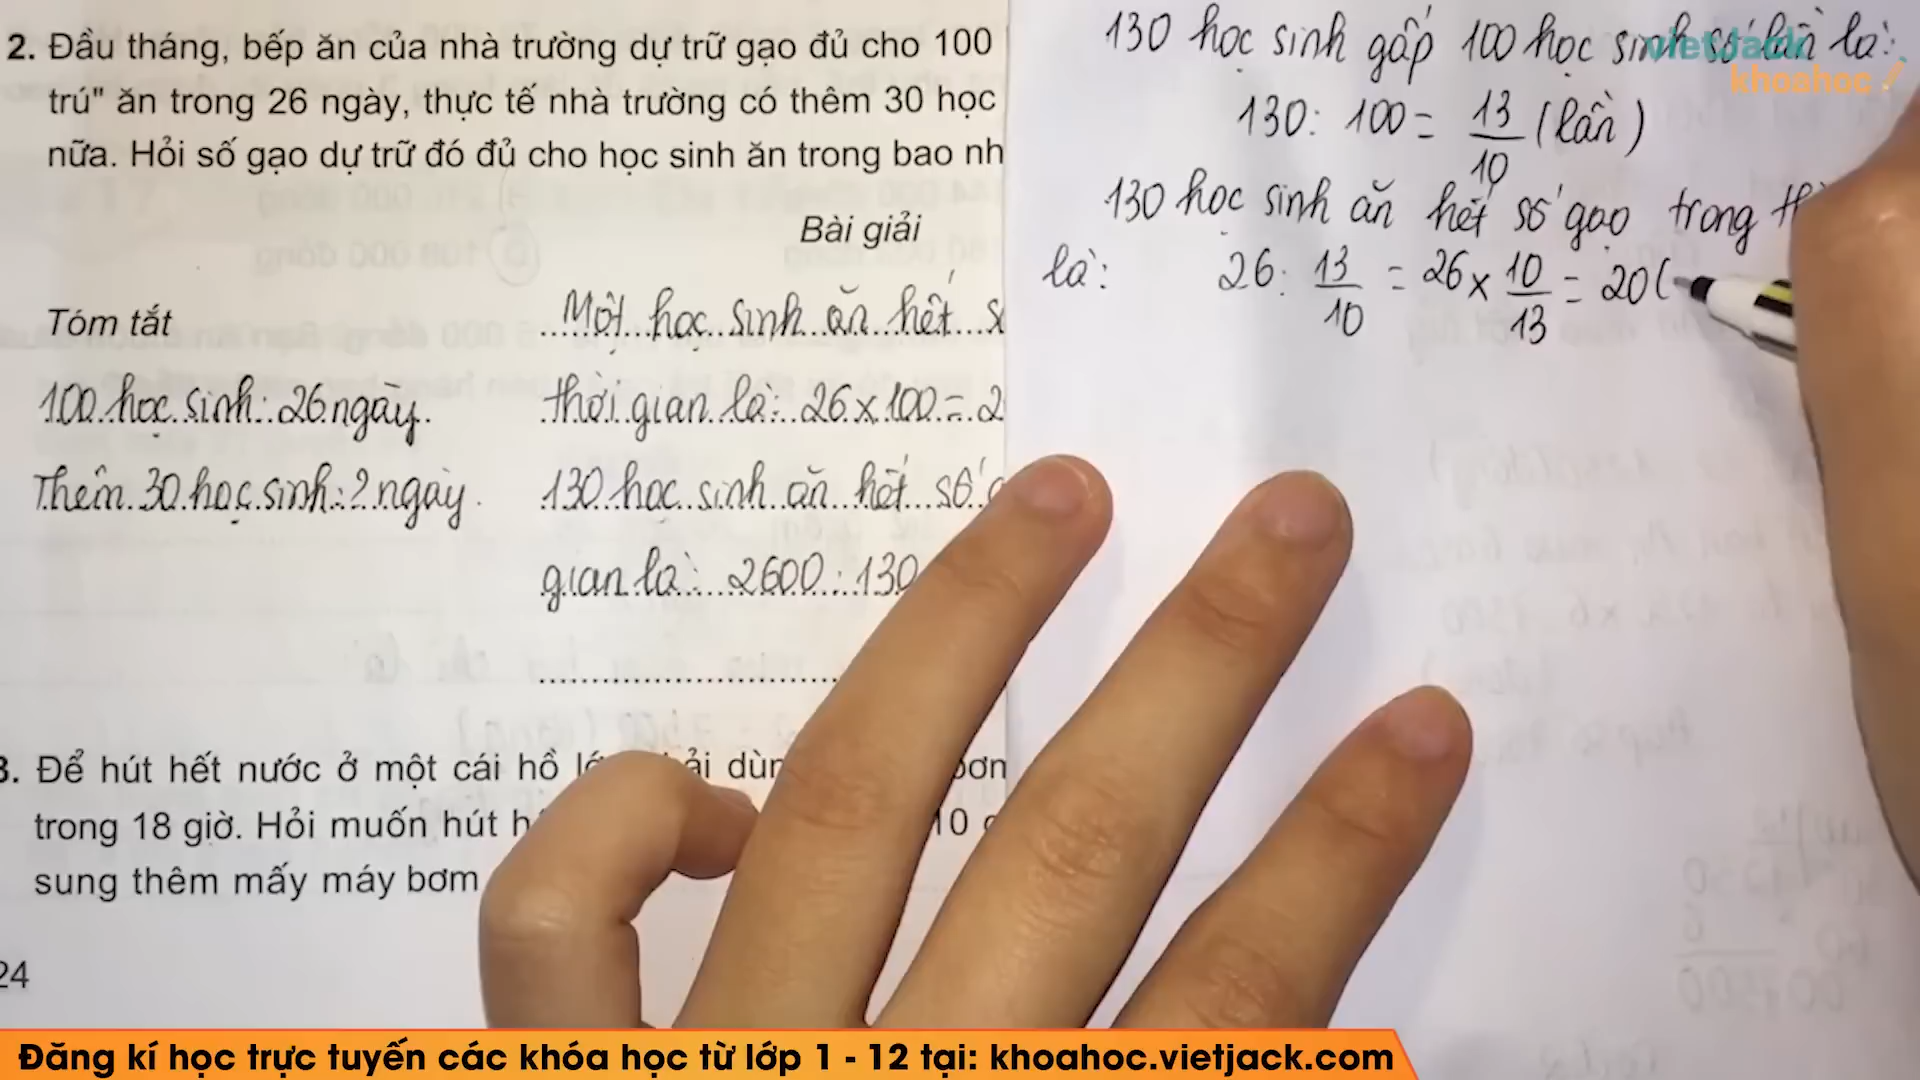 2. Đầu tháng, bếp ăn của nhà trường dự trữ gạo đủ cho 100
trú" ăn trong 26 ngày, thực tế nhà trường có thêm 30 học
nữa. Hỏi số gạo dự trữ đó đủ cho học sinh ăn trong bao nh
Bài giải
Tóm tắt
100 học sinh: 26 ngày.
Thêm 30 học sinh: ? ngày.
Một học sinh ăn hết s
thời gian là: 26 x 100 = 2
130 học sinh ăn hết số g
gian là: 2600 : 130
3. Để hút hết nước ở một cái hồ
trong 18 giờ. Hỏi muốn hút
10
sung thêm mấy máy bơm
24
130 học sinh gấp 100 học sinh số lần là:
130 : 100 = 13/10 (lần)
130 học sinh ăn hết số gạo trong
là: 26 : 13/10 = 26 x 10/13 = 20 (
vietJack
khoahoc
Đăng kí học trực tuyến các khóa học từ lớp 1 - 12 tại: khoahoc.vietjack.com